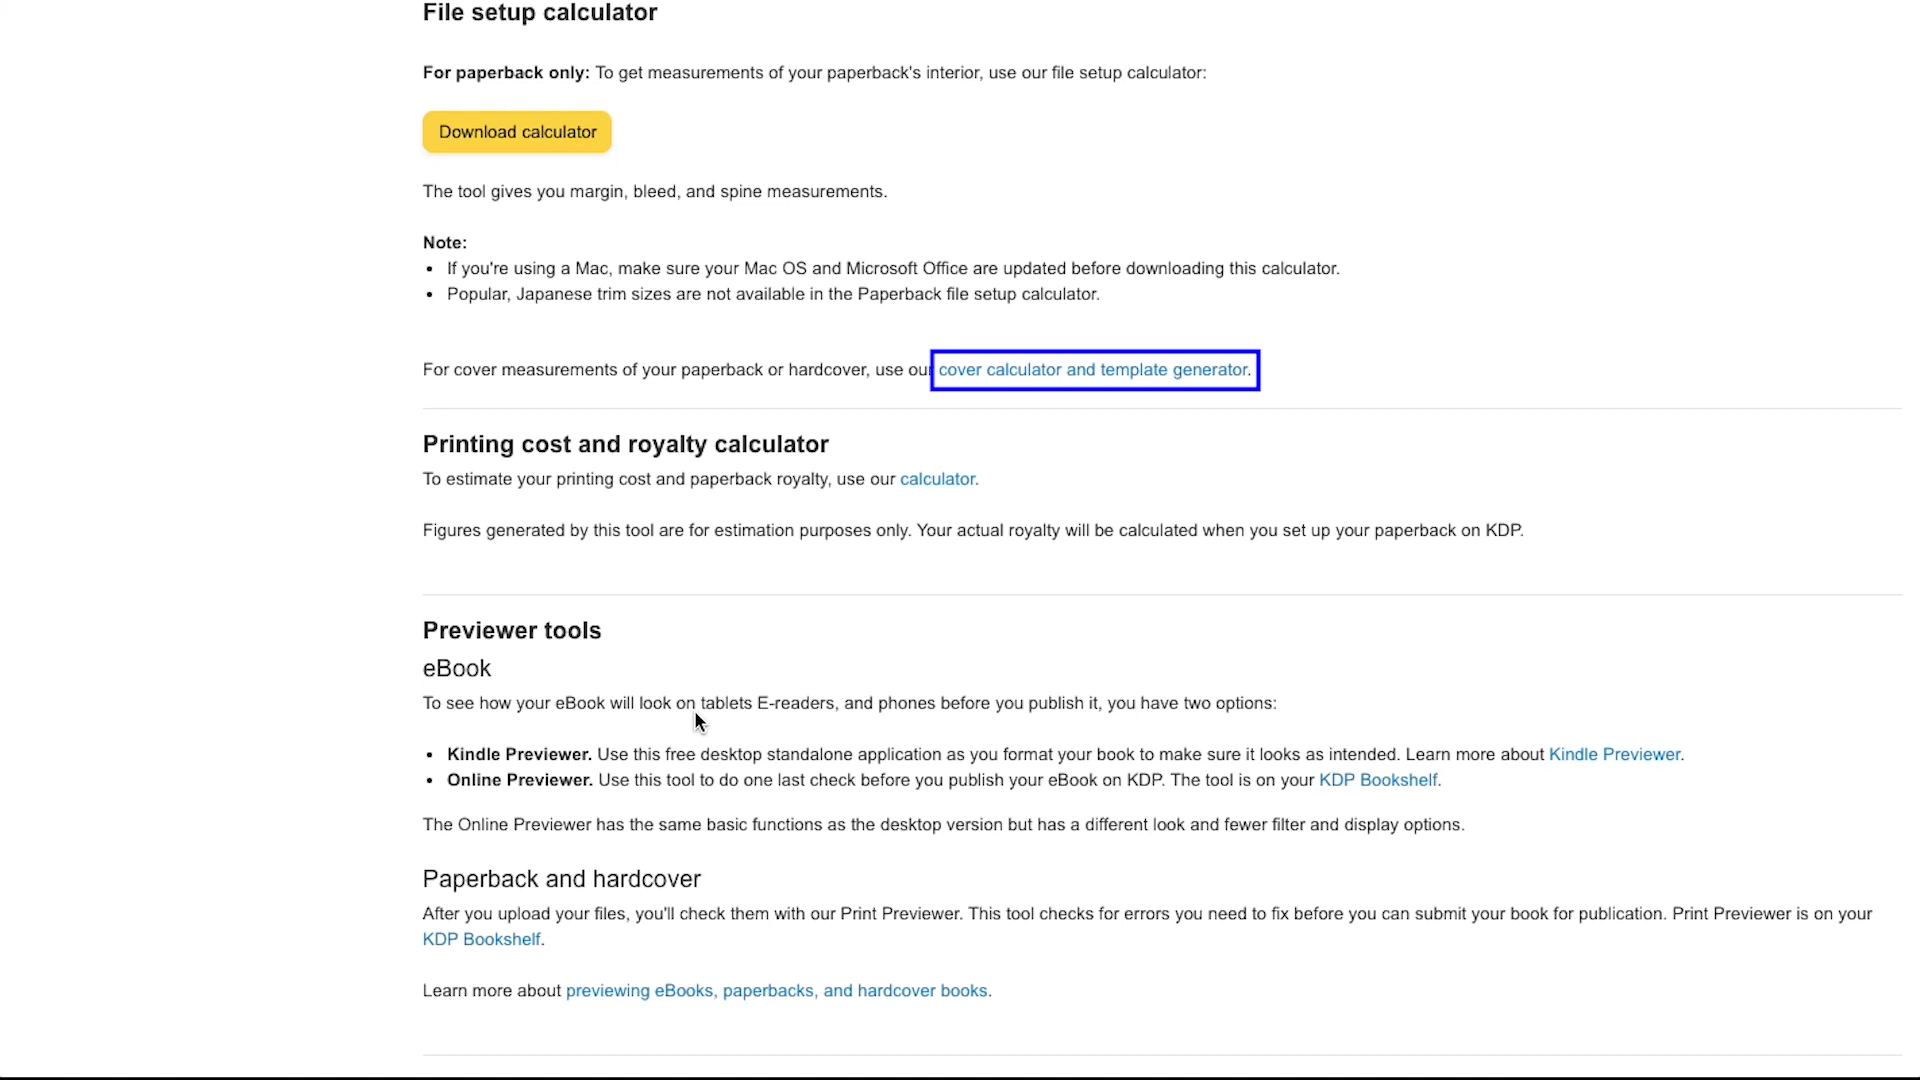 File setup calculator
For paperback only: To get measurements of your paperback's interior, use our file setup calculator:
Download calculator
The tool gives you margin, bleed, and spine measurements.
Note:
• If you're using a Mac, make sure your Mac OS and Microsoft Office are updated before downloading this calculator.
• Popular, Japanese trim sizes are not available in the Paperback file setup calculator.
For cover measurements of your paperback or hardcover, use our cover calculator and template generator.
Printing cost and royalty calculator
To estimate your printing cost and paperback royalty, use our calculator.
Figures generated by this tool are for estimation purposes only. Your actual royalty will be calculated when you set up your paperback on KDP.
Previewer tools
eBook
To see how your eBook will look on tablets E-readers, and phones before you publish it, you have two options:
• Kindle Previewer. Use this free desktop standalone application as you format your book to make sure it looks as intended. Learn more about Kindle Previewer.
• Online Previewer. Use this tool to do one last check before you publish your eBook on KDP. The tool is on your KDP Bookshelf.
The Online Previewer has the same basic functions as the desktop version but has a different look and fewer filter and display options.
Paperback and hardcover
After you upload your files, you'll check them with our Print Previewer. This tool checks for errors you need to fix before you can submit your book for publication. Print Previewer is on your
KDP Bookshelf.
Learn more about previewing eBooks, paperbacks, and hardcover books.